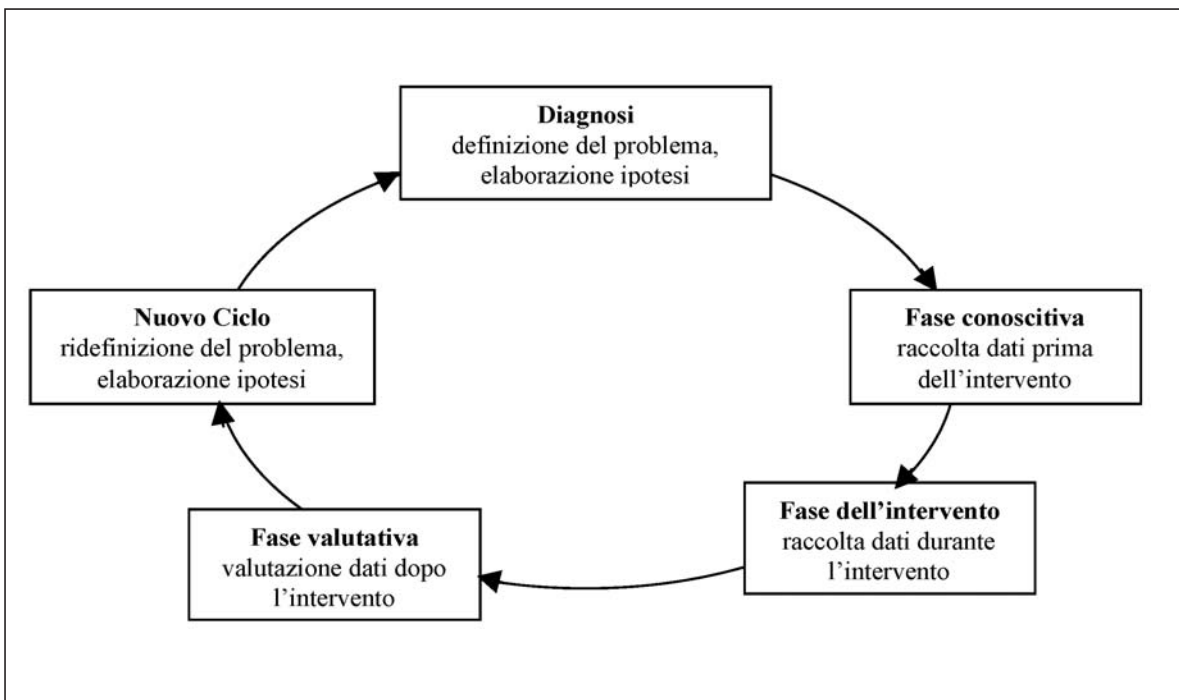 Diagnosi
definizione del problema,
elaborazione ipotesi
Fase conoscitiva
raccolta dati prima
dell’intervento
Fase dell’intervento
raccolta dati durante
l’intervento
Fase valutativa
valutazione dati dopo
l’intervento
Nuovo Ciclo
ridefinizione del problema,
elaborazione ipotesi